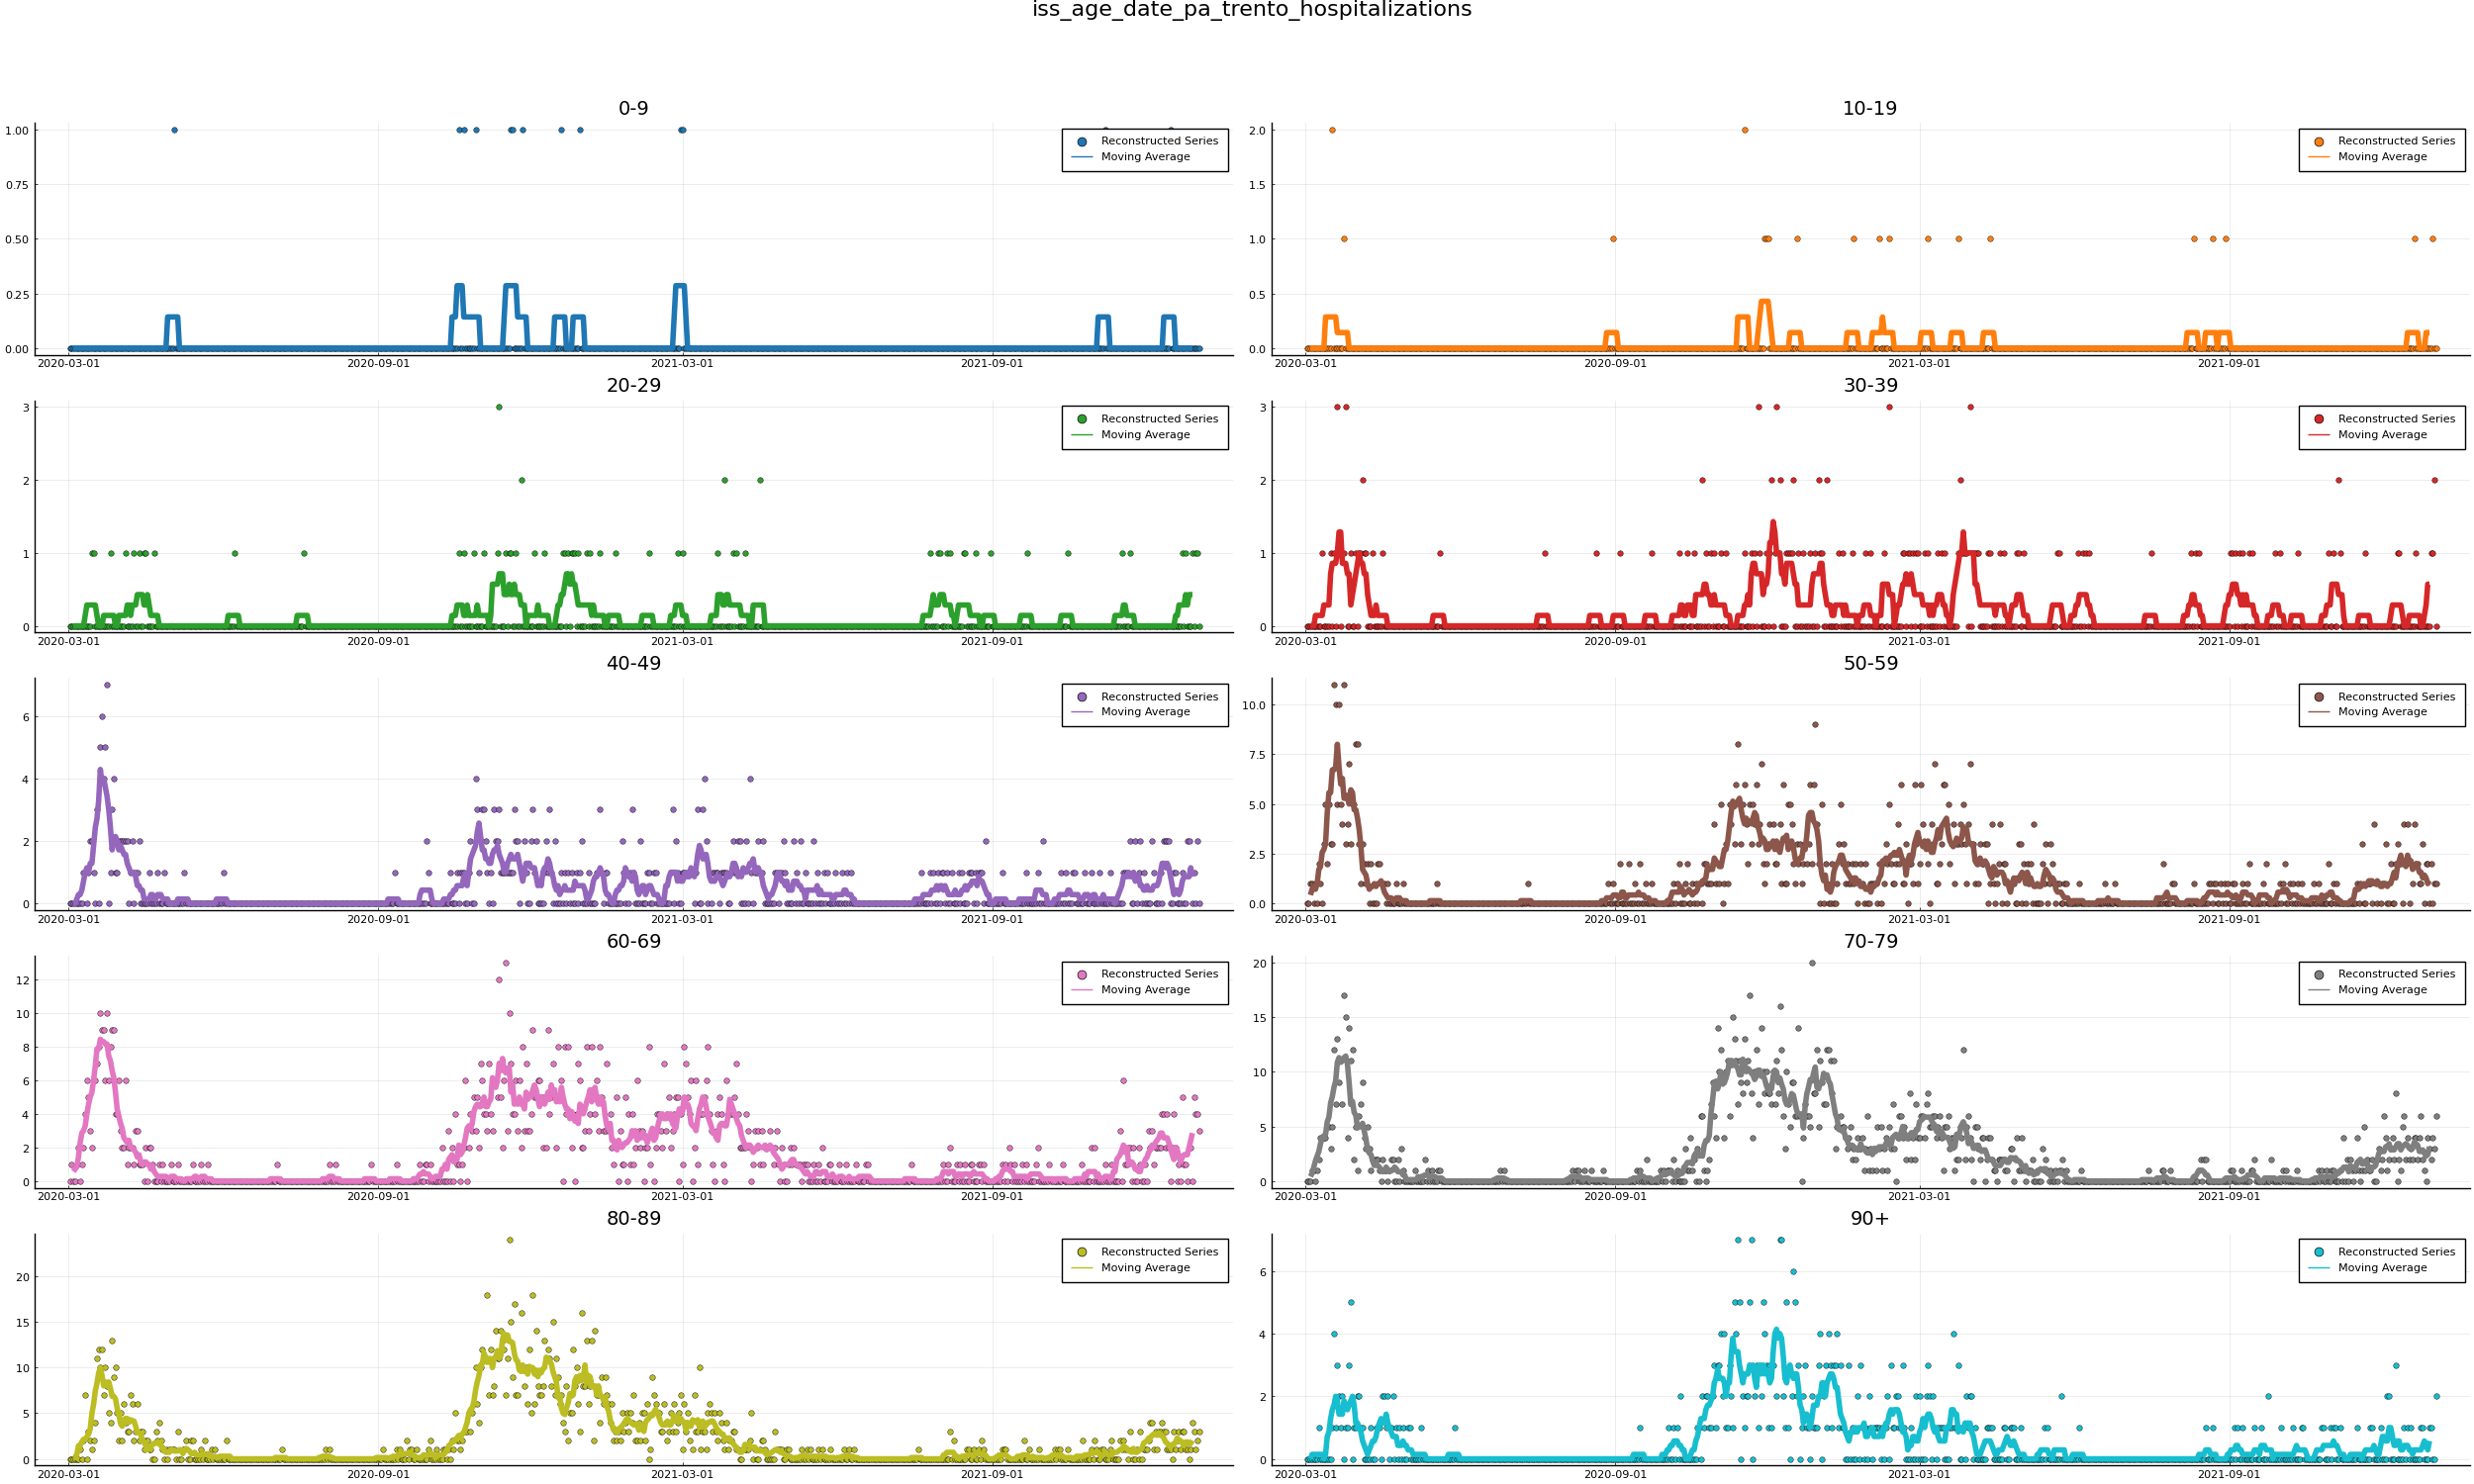 iss_age_date_pa_trento_hospitalizations
0-9
1.00
0.75
0.50
0.25
0.00
Reconstructed Series
Moving Average
2020-03-01 2020-09-01 2021-03-01 2021-09-01
10-19
2.0
1.5
1.0
0.5
0.0
Reconstructed Series
Moving Average
2020-03-01 2020-09-01 2021-03-01 2021-09-01
20-29
3
2
1
0
Reconstructed Series
Moving Average
2020-03-01 2020-09-01 2021-03-01 2021-09-01
30-39
3
2
1
0
Reconstructed Series
Moving Average
2020-03-01 2020-09-01 2021-03-01 2021-09-01
40-49
6
4
2
0
Reconstructed Series
Moving Average
2020-03-01 2020-09-01 2021-03-01 2021-09-01
50-59
10.0
7.5
5.0
2.5
0.0
Reconstructed Series
Moving Average
2020-03-01 2020-09-01 2021-03-01 2021-09-01
60-69
12
10
8
6
4
2
0
Reconstructed Series
Moving Average
2020-03-01 2020-09-01 2021-03-01 2021-09-01
70-79
20
15
10
5
0
Reconstructed Series
Moving Average
2020-03-01 2020-09-01 2021-03-01 2021-09-01
80-89
20
15
10
5
0
Reconstructed Series
Moving Average
2020-03-01 2020-09-01 2021-03-01 2021-09-01
90+
6
4
2
0
Reconstructed Series
Moving Average
2020-03-01 2020-09-01 2021-03-01 2021-09-01